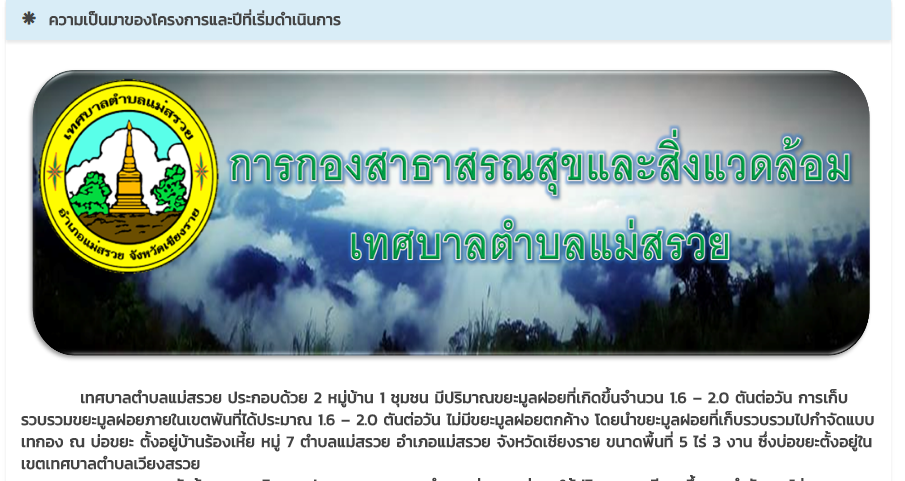 ความเป็นมาของโครงการและปีที่เริ่มดำเนินการ
เทศบาลตำบลแม่สรวย
อำเภอแม่สรวย จังหวัดเชียงราย
การกองสาธาสรณสุขและสิ่งแวดล้อม
เทศบาลตำบลแม่สรวย
เทศบาลตำบลแม่สรวย ประกอบด้วย 2 หมู่บ้าน 1 ชุมชน มีปริมาณขยะมูลฝอยที่เกิดขึ้นจำนวน 1.6 – 2.0 ตันต่อวัน การเก็บ
รวบรวมขยะมูลฝอยภายในเขตพันที่ได้ประมาณ 1.6 – 2.0 ตันต่อวัน ไม่มีขยะมูลฝอยตกค้าง โดยนำขยะมูลฝอยที่เก็บรวบรวมไปกำจัดแบบ
เทกอง ณ บ่อขยะ ตั้งอยู่บ้านร้องเหี้ย หมู่ 7 ตำบลแม่สรวย อำเภอแม่สรวย จังหวัดเชียงราย ขนาดพื้นที่ 5 ไร่ 3 งาน ซึ่งบ่อขยะตั้งอยู่ใน
เขตเทศบาลตำบลเวียงสรวย